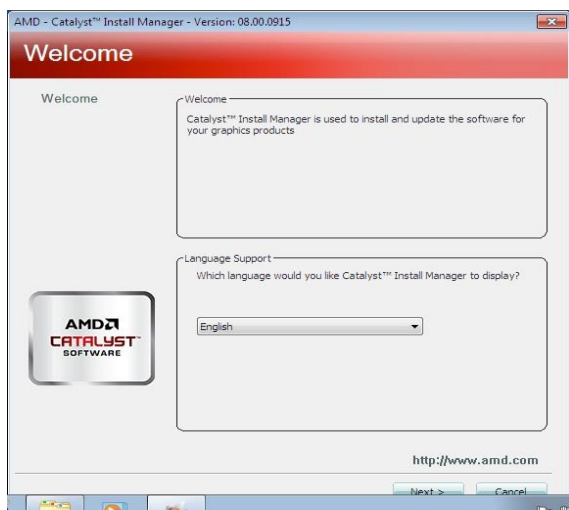 AMD - Catalyst™ Install Manager - Version: 08.00.0915
Welcome
Welcome
Welcome
Catalyst™ Install Manager is used to install and update the software for
your graphics products
Language Support
Which language would you like Catalyst™ Install Manager to display?
English
AMD
CATALYST™
SOFTWARE
http://www.amd.com
Next >
Cancel